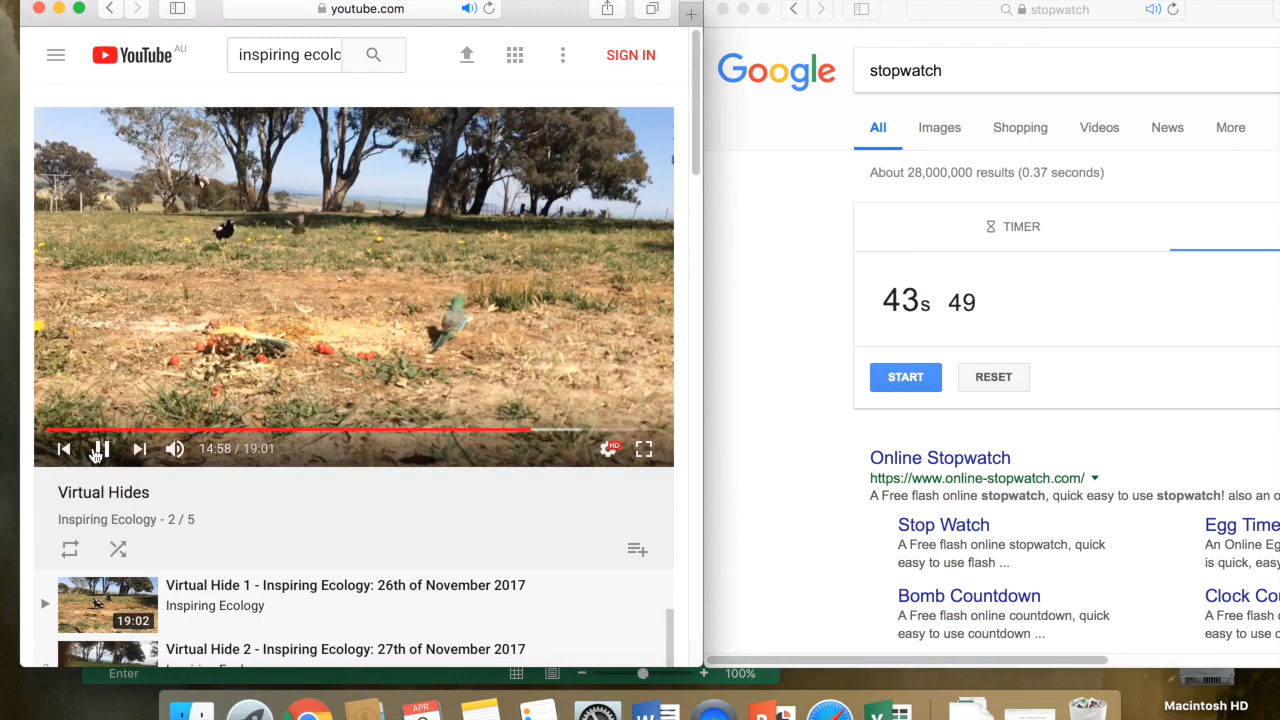 youtube.com
YouTube AU
inspiring ecolo
SIGN IN
14:58 / 19:01
HD
Virtual Hides
Inspiring Ecology - 2 / 5
Virtual Hide 1 - Inspiring Ecology: 26th of November 2017
Inspiring Ecology
19:02
Virtual Hide 2 - Inspiring Ecology: 27th of November 2017
stopwatch
Google
stopwatch
All Images Shopping Videos News More
About 28,000,000 results (0.37 seconds)
TIMER
43s 49
START RESET
Online Stopwatch
https://www.online-stopwatch.com/
A Free flash online stopwatch, quick easy to use stopwatch! also an o
Stop Watch
A Free flash online stopwatch, quick
easy to use flash ...
Egg Time
An Online Eg
is quick, easy
Bomb Countdown
A Free flash online countdown, quick
easy to use countdown ...
Clock Co
A Free flash
online countd
Enter
100%
APR
Macintosh HD